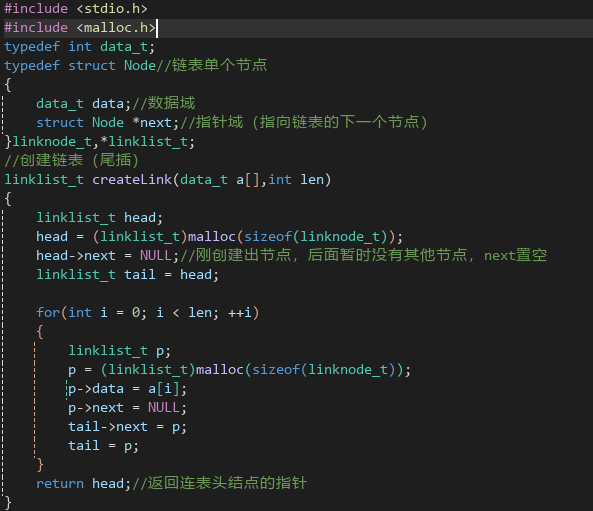 #include <stdio.h>
#include <malloc.h>
typedef int data_t;
typedef struct Node//链表单个节点
{
    data_t data;//数据域
    struct Node *next;//指针域（指向链表的下一个节点）
}linknode_t,*linklist_t;
//创建链表（尾插）
linklist_t createLink(data_t a[],int len)
{
    linklist_t head;
    head = (linklist_t)malloc(sizeof(linknode_t));
    head->next = NULL;//刚创建出节点，后面暂时没有其他节点，next置空
    linklist_t tail = head;

    for(int i = 0; i < len; ++i)
    {
        linklist_t p;
        p = (linklist_t)malloc(sizeof(linknode_t));
        p->data = a[i];
        p->next = NULL;
        tail->next = p;
        tail = p;
    }
    return head;//返回连表头结点的指针
}